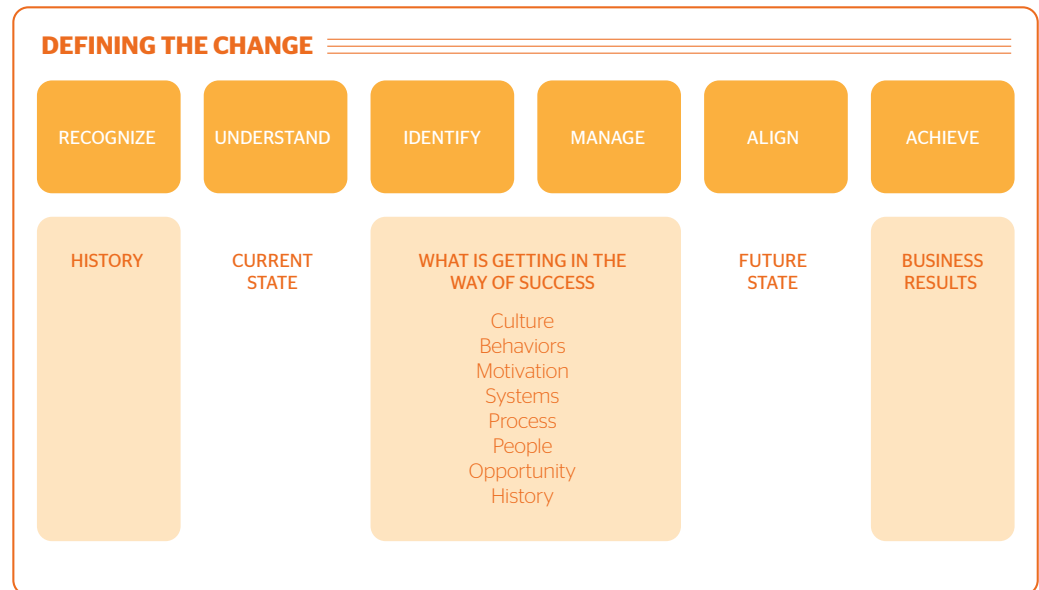 DEFINING THE CHANGE
RECOGNIZE
UNDERSTAND
IDENTIFY
MANAGE
ALIGN
ACHIEVE
HISTORY
CURRENT
STATE
WHAT IS GETTING IN THE
WAY OF SUCCESS
Culture
Behaviors
Motivation
Systems
Process
People
Opportunity
History
FUTURE
STATE
BUSINESS
RESULTS